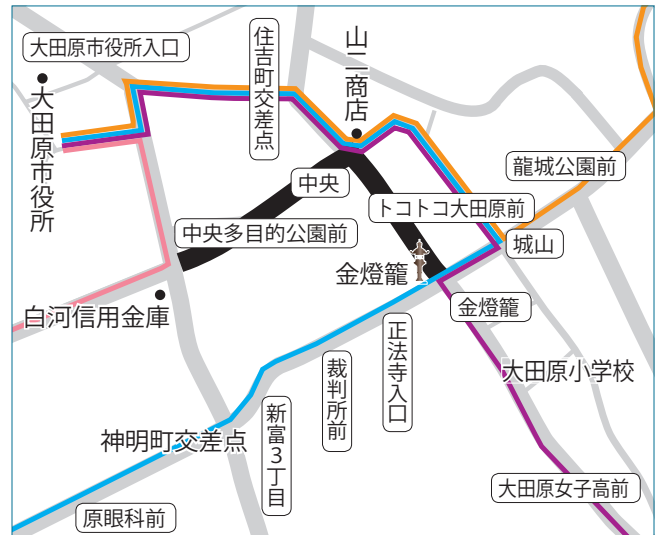 大田原市役所入口
住吉町交差点
山二商店
大田原市役所
龍城公園前
中央
トコトコ大田原前
中央多目的公園前
城山
金燈籠
白河信用金庫
金燈籠
正法寺入口
裁判所前
大田原小学校
新富3丁目
神明町交差点
大田原女子高前
原眼科前